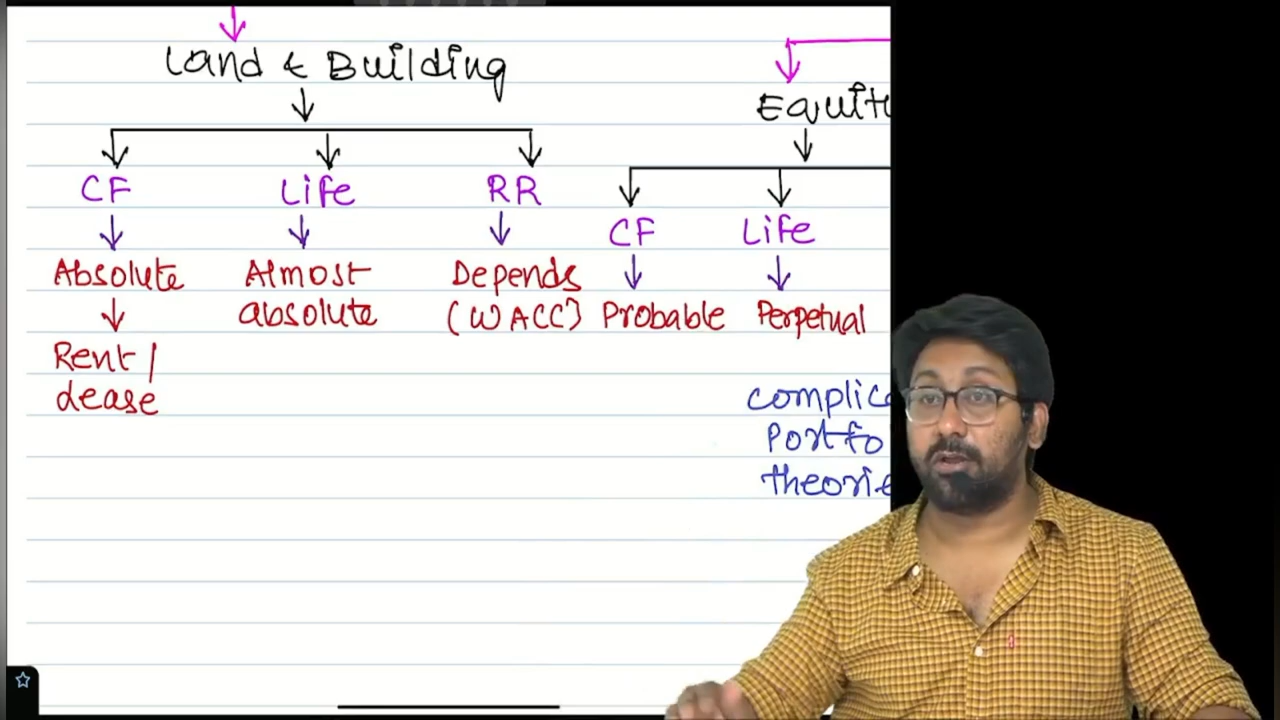 Land & Building
CF Life RR
Absolute Almost absolute Depends (WACC)
Rent /
Lease
Equit
CF Life
Probable Perpetual
complic
Portfo
theorie